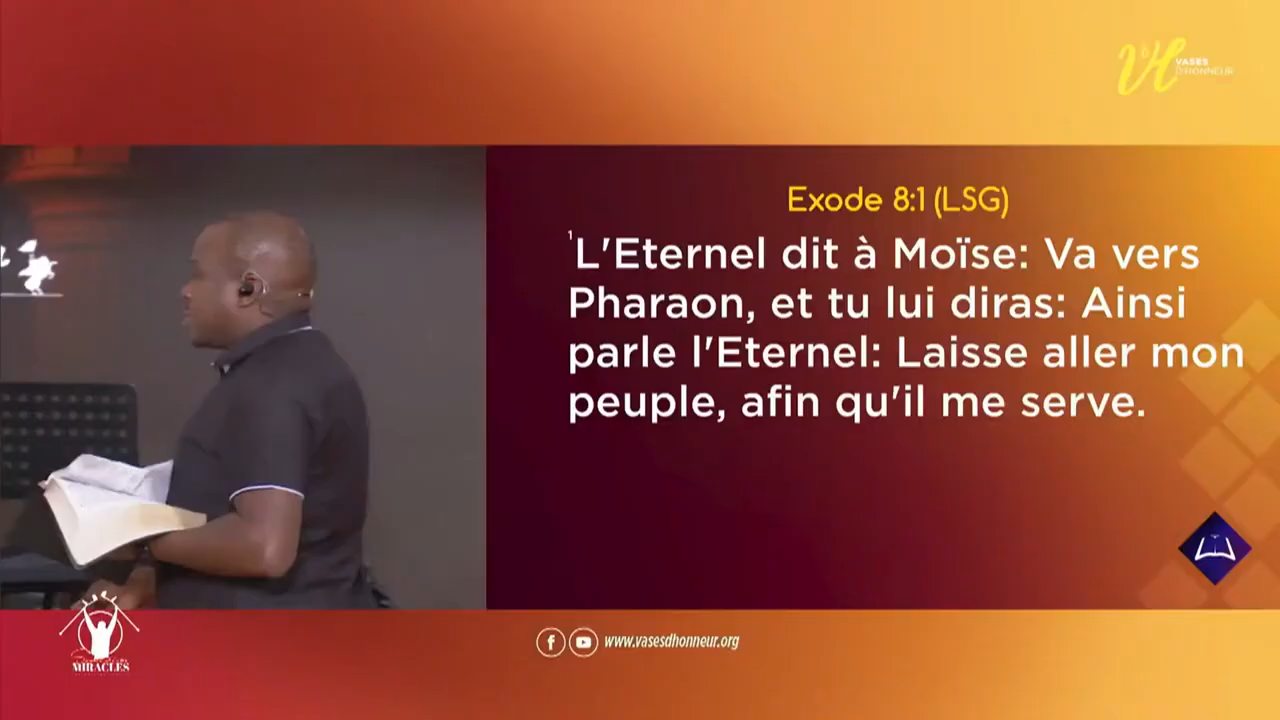 VASES
D'HONNEUR
Exode 8:1 (LSG)
1 L'Eternel dit à Moïse: Va vers
Pharaon, et tu lui diras: Ainsi
parle l'Eternel: Laisse aller mon
peuple, afin qu'il me serve.
www.vasesdhonneur.org
MIRACLES